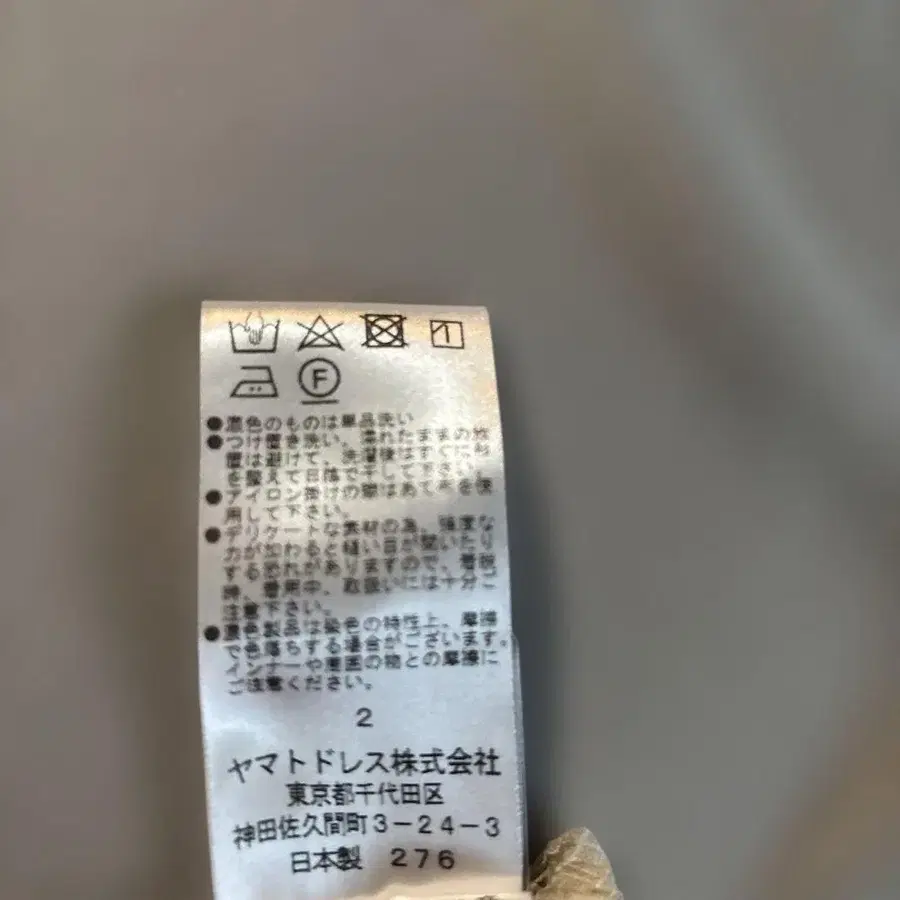 F
●濃色のものは単品洗い
●つけ置き洗い、濡れたままの放
置は避けて、洗濯後はすぐに形
を整えて日陰で干して下さい。
●アイロン掛けの際はあて布を使
用して下さい。
●デリケートな素材の為、強度な
力が加わると縫い目が開いたり
する恐れがありますので、着脱
時、着用中、取扱いには十分ご
注意下さい。
●濃色製品は染色の特性上、摩擦
で色落ちする場合がございます。
インナーや周囲の物との摩擦に
ご注意ください。
2
ヤマトドレス株式会社
東京都千代田区
神田佐久間町3-24-3
日本製 276